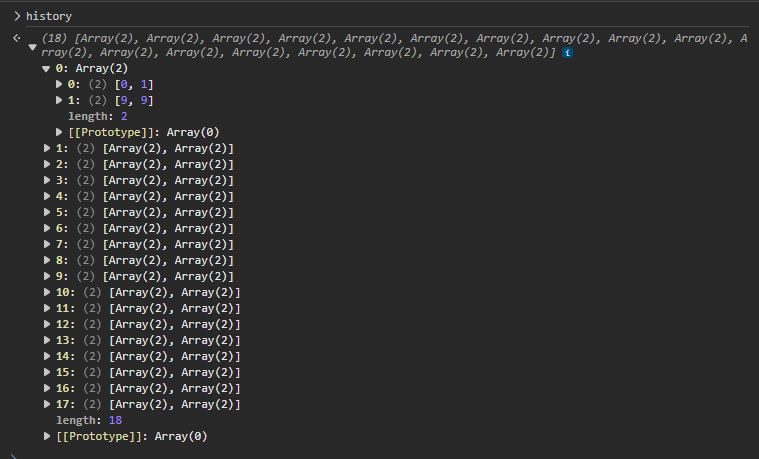 > history
(18) [Array(2), Array(2), Array(2), Array(2), Array(2), Array(2), Array(2), Array(2), Array(2), Array(2), A
rray(2), Array(2), Array(2), Array(2), Array(2), Array(2), Array(2), Array(2)] i
0: Array(2)
0: (2) [0, 1]
1: (2) [9, 9]
length: 2
[[Prototype]]: Array(0)
1: (2) [Array(2), Array(2)]
2: (2) [Array(2), Array(2)]
3: (2) [Array(2), Array(2)]
4: (2) [Array(2), Array(2)]
5: (2) [Array(2), Array(2)]
6: (2) [Array(2), Array(2)]
7: (2) [Array(2), Array(2)]
8: (2) [Array(2), Array(2)]
9: (2) [Array(2), Array(2)]
10: (2) [Array(2), Array(2)]
11: (2) [Array(2), Array(2)]
12: (2) [Array(2), Array(2)]
13: (2) [Array(2), Array(2)]
14: (2) [Array(2), Array(2)]
15: (2) [Array(2), Array(2)]
16: (2) [Array(2), Array(2)]
17: (2) [Array(2), Array(2)]
length: 18
[[Prototype]]: Array(0)